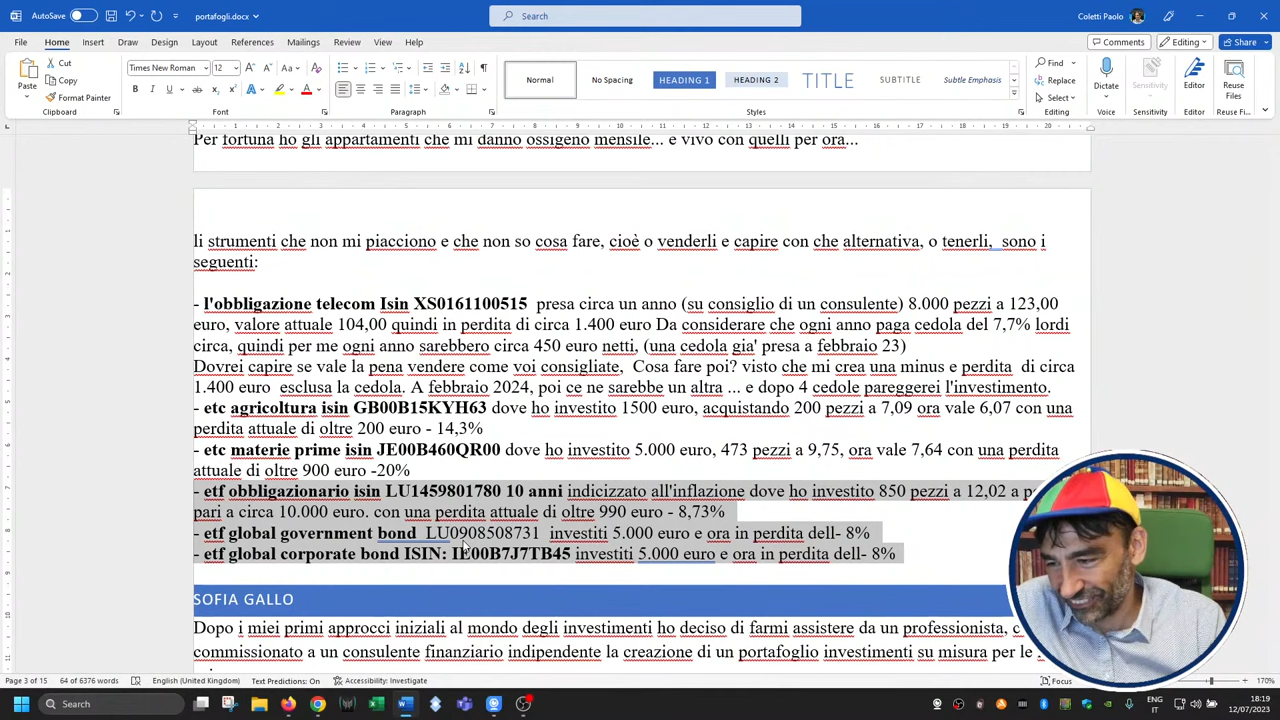 AutoSave Off
portafogli.docx
Search
Coletti Paolo
File Home Insert Draw Design Layout References Mailings Review View Help
Comments Editing Share
Paste
Cut
Copy
Format Painter
Clipboard
Times New Roman 12
Font
Paragraph
Normal No Spacing HEADING 1 HEADING 2 TITLE SUBTITLE Subtle Emphasis
Styles
Find
Replace
Select
Editing
Dictate
Voice
Sensitivity
Sensitivity
Editor
Editor
Reuse Files
Reuse Fi...
Per fortuna ho gli appartamenti che mi danno ossigeno mensile... e vivo con quelli per ora...
li strumenti che non mi piacciono e che non so cosa fare, cioè o venderli e capire con che alternativa, o tenerli, sono i
seguenti:
- l'obbligazione telecom Isin XS0161100515 presa circa un anno (su consiglio di un consulente) 8.000 pezzi a 123,00
euro, valore attuale 104,00 quindi in perdita di circa 1.400 euro Da considerare che ogni anno paga cedola del 7,7% lordi
circa, quindi per me ogni anno sarebbero circa 450 euro netti, (una cedola gia' presa a febbraio 23)
Dovrei capire se vale la pena vendere come voi consigliate, Cosa fare poi? visto che mi crea una minus e perdita di circa
1.400 euro esclusa la cedola. A febbraio 2024, poi ce ne sarebbe un altra ... e dopo 4 cedole pareggerei l'investimento.
- etc agricoltura isin GB00B15KYH63 dove ho investito 1500 euro, acquistando 200 pezzi a 7,09 ora vale 6,07 con una
perdita attuale di oltre 200 euro - 14,3%
- etc materie prime isin JE00B460QR00 dove ho investito 5.000 euro, 473 pezzi a 9,75, ora vale 7,64 con una perdita
attuale di oltre 900 euro -20%
- etf obbligazionario isin LU1459801780 10 anni indicizzato all'inflazione dove ho investito 850 pezzi a 12,02 a p
pari a circa 10.000 euro. con una perdita attuale di oltre 990 euro - 8,73%
- etf global government bond LU0908508731 investiti 5.000 euro e ora in perdita dell- 8%
- etf global corporate bond ISIN: IE00B7J7TB45 investiti 5.000 euro e ora in perdita dell- 8%
SOFIA GALLO
Dopo i miei primi approcci iniziali al mondo degli investimenti ho deciso di farmi assistere da un professionista,
commissionato a un consulente finanziario indipendente la creazione di un portafoglio investimenti su misura per le
Page 3 of 15 64 of 6376 words English (United Kingdom) Text Predictions: On Accessibility: Investigate Focus 170%
Search
ENG
IT
18:19
12/07/2023